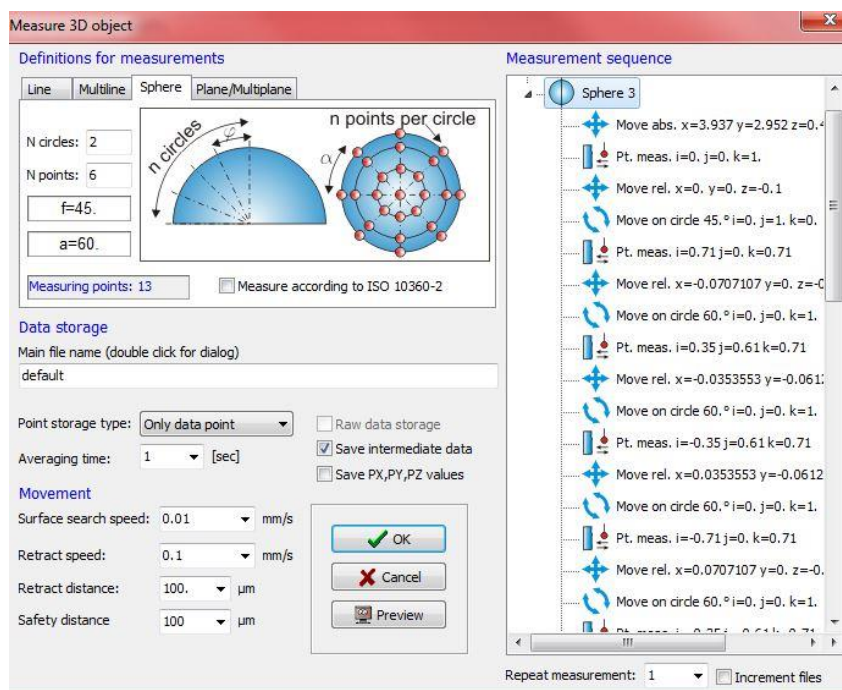 Measure 3D object
Definitions for measurements
Line Multiline Sphere Plane/Multiplane
N circles: 2
N points: 6
f=45.
a=60.
n circles
φ
n points per circle
α
Measuring points: 13
Measure according to ISO 10360-2
Data storage
Main file name (double click for dialog)
default
Point storage type: Only data point
Raw data storage
Averaging time: 1 [sec]
Save intermediate data
Save PX,PY,PZ values
Movement
Surface search speed: 0.01 mm/s
Retract speed: 0.1 mm/s
Retract distance: 100. μm
Safety distance 100 μm
OK
Cancel
Preview
Measurement sequence
Sphere 3
Move abs. x=3.937 y=2.952 z=0.4
Pt. meas. i=0. j=0. k=1.
Move rel. x=0. y=0. z=-0.1
Move on circle 45.° i=0. j=1. k=0.
Pt. meas. i=0.71 j=0. k=0.71
Move rel. x=-0.0707107 y=0. z=-0
Move on circle 60.° i=0. j=0. k=1.
Pt. meas. i=0.35 j=0.61 k=0.71
Move rel. x=-0.0353553 y=-0.061
Move on circle 60.° i=0. j=0. k=1.
Pt. meas. i=-0.35 j=0.61 k=0.71
Move rel. x=0.0353553 y=-0.0612
Move on circle 60.° i=0. j=0. k=1.
Pt. meas. i=-0.71 j=0. k=0.71
Move rel. x=0.0707107 y=0. z=-0.
Move on circle 60.° i=0. j=0. k=1.
Repeat measurement: 1 Increment files